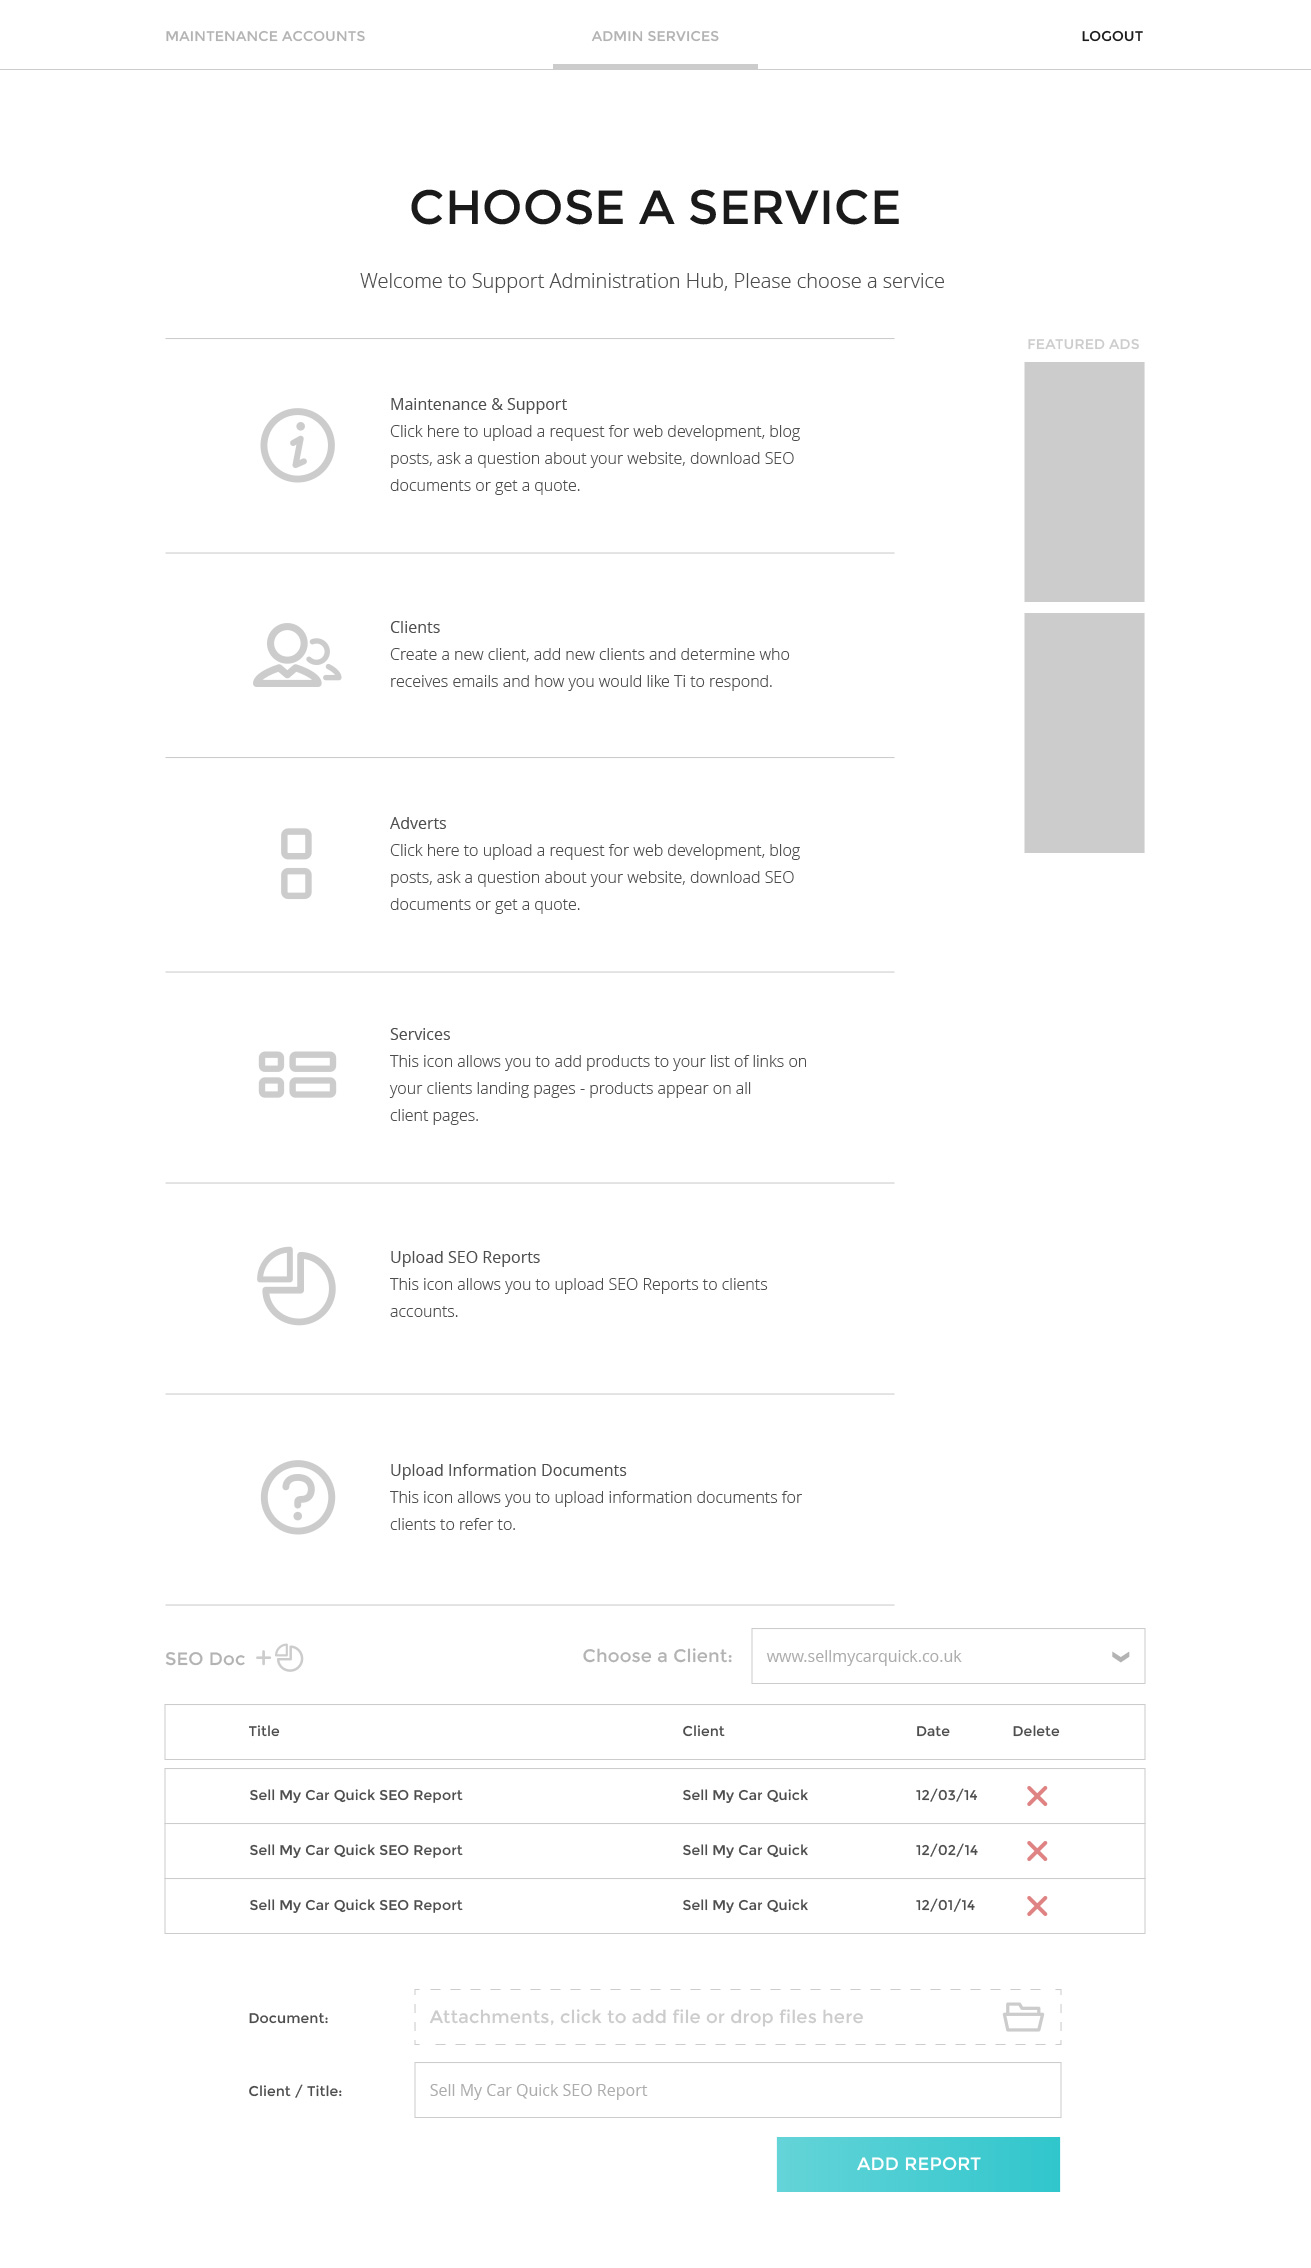 MAINTENANCE ACCOUNTS
ADMIN SERVICES
LOGOUT
CHOOSE A SERVICE
Welcome to Support Administration Hub, Please choose a service
FEATURED ADS
Maintenance & Support
Click here to upload a request for web development, blog
posts, ask a question about your website, download SEO
documents or get a quote.
Clients
Create a new client, add new clients and determine who
receives emails and how you would like Ti to respond.
Adverts
Click here to upload a request for web development, blog
posts, ask a question about your website, download SEO
documents or get a quote.
Services
This icon allows you to add products to your list of links on
your clients landing pages - products appear on all
client pages.
Upload SEO Reports
This icon allows you to upload SEO Reports to clients
accounts.
Upload Information Documents
This icon allows you to upload information documents for
clients to refer to.
SEO Doc +
Choose a Client: www.sellmycarquick.co.uk
Title Client Date Delete
Sell My Car Quick SEO Report Sell My Car Quick 12/03/14
Sell My Car Quick SEO Report Sell My Car Quick 12/02/14
Sell My Car Quick SEO Report Sell My Car Quick 12/01/14
Document: Attachments, click to add file or drop files here
Client / Title: Sell My Car Quick SEO Report
ADD REPORT